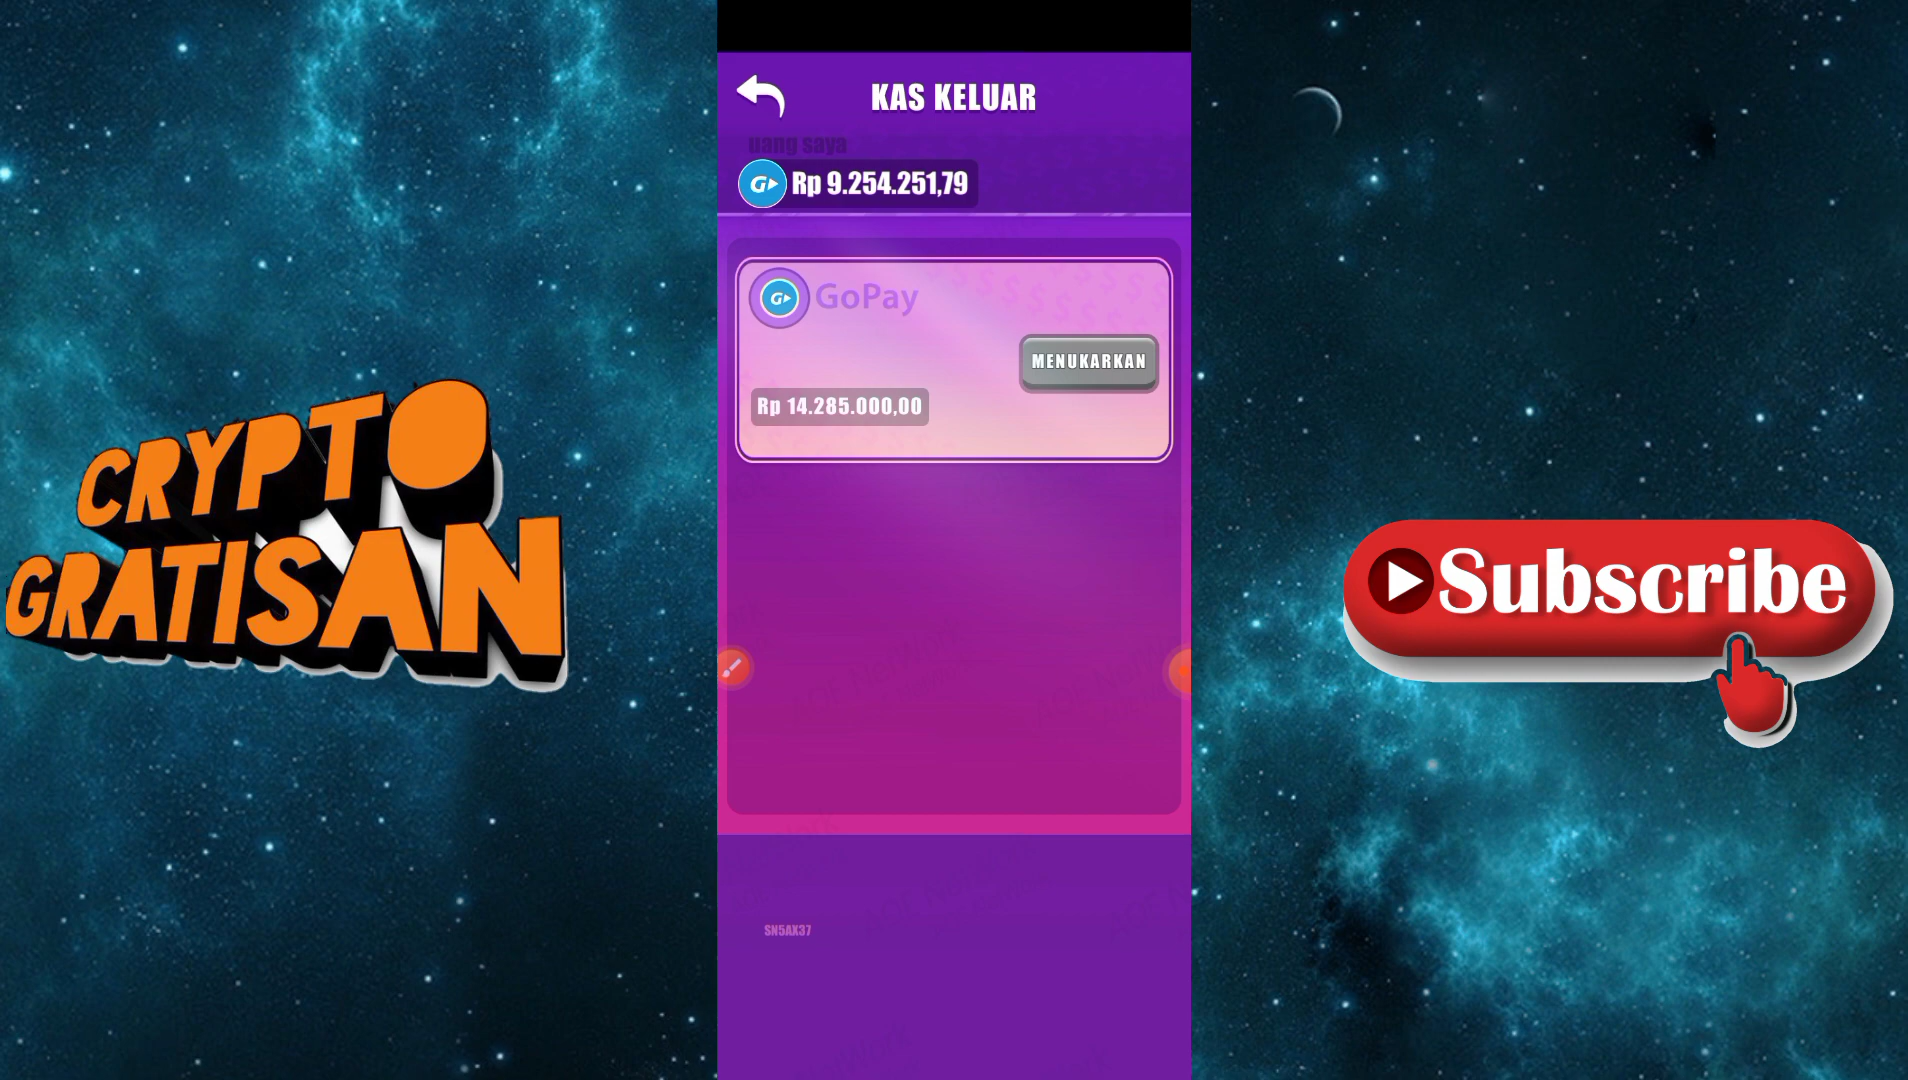 KAS KELUAR
uang saya
Rp 9.254.251,79
GoPay
MENUKARKAN
Rp 14.285.000,00
CRYPTO
GRATISAN
Subscribe
SN5AX37